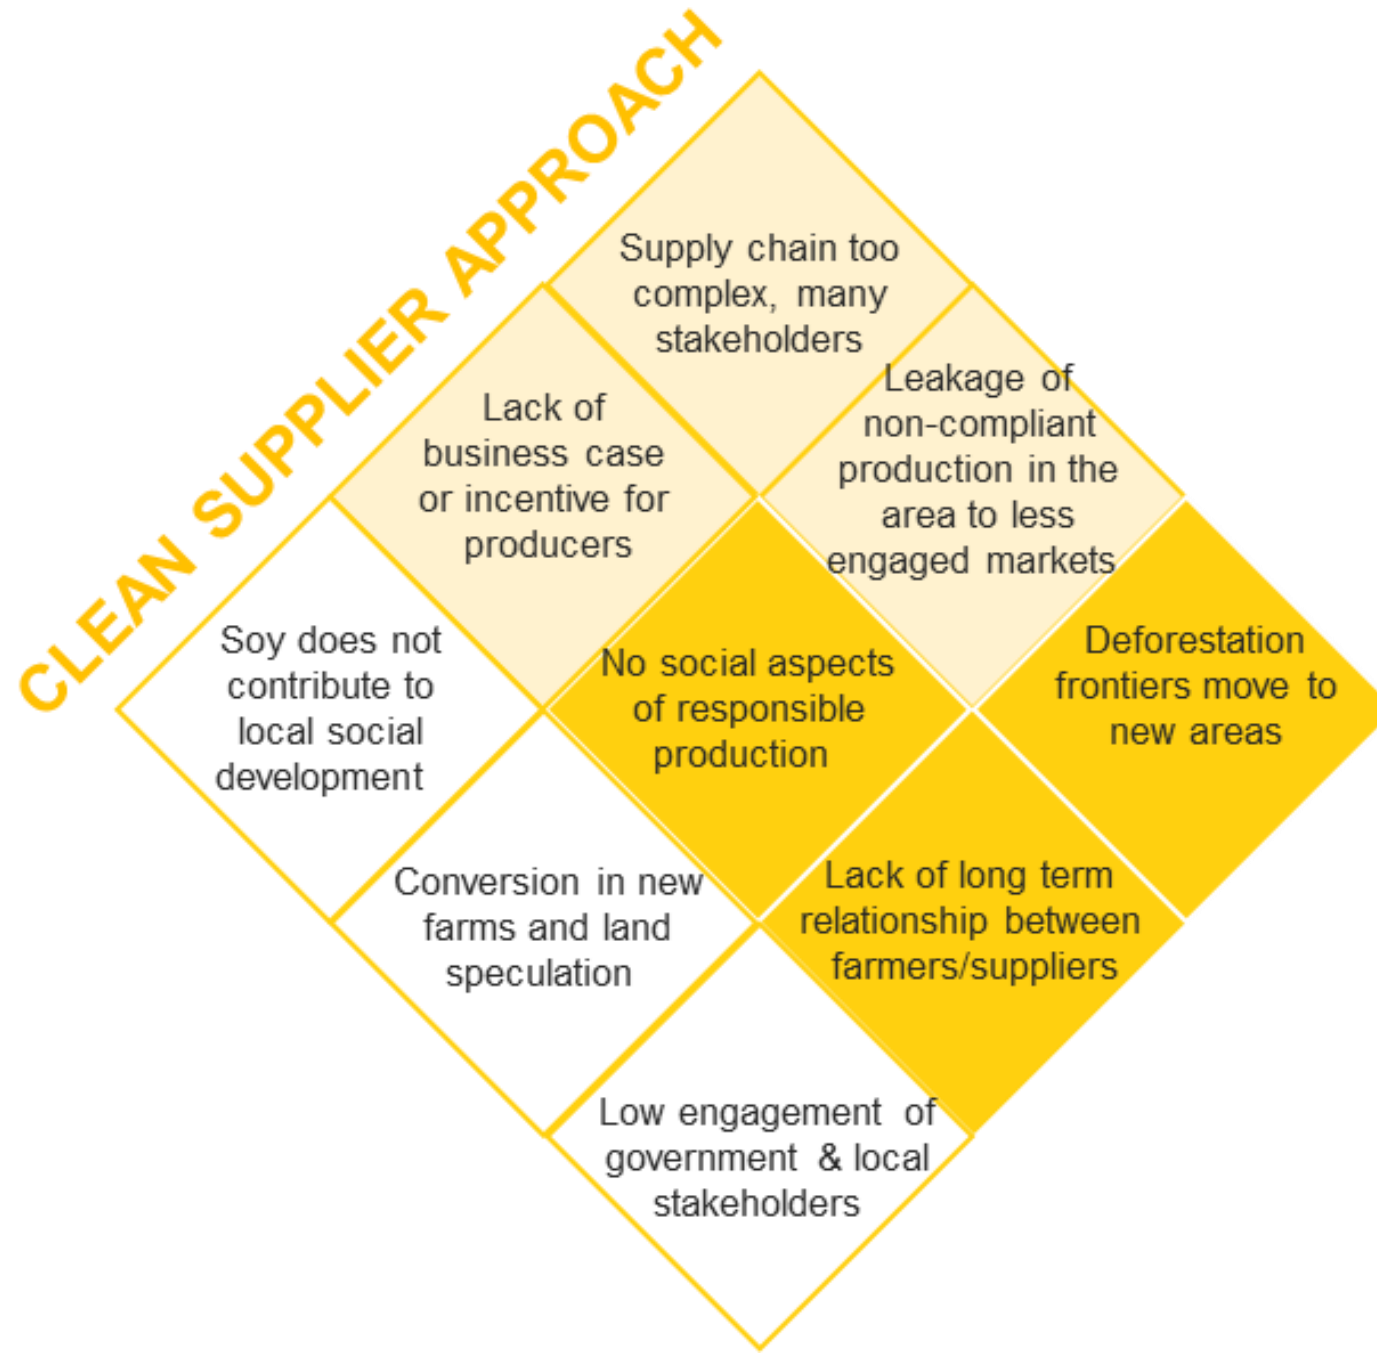 CLEAN SUPPLIER APPROACH
Supply chain too
complex, many
stakeholders
Lack of
business case
or incentive for
producers
Leakage of
non-compliant
production in the
area to less
engaged markets
Soy does not
contribute to
local social
development
No social aspects
of responsible
production
Deforestation
frontiers move to
new areas
Conversion in new
farms and land
speculation
Lack of long term
relationship between
farmers/suppliers
Low engagement of
government & local
stakeholders